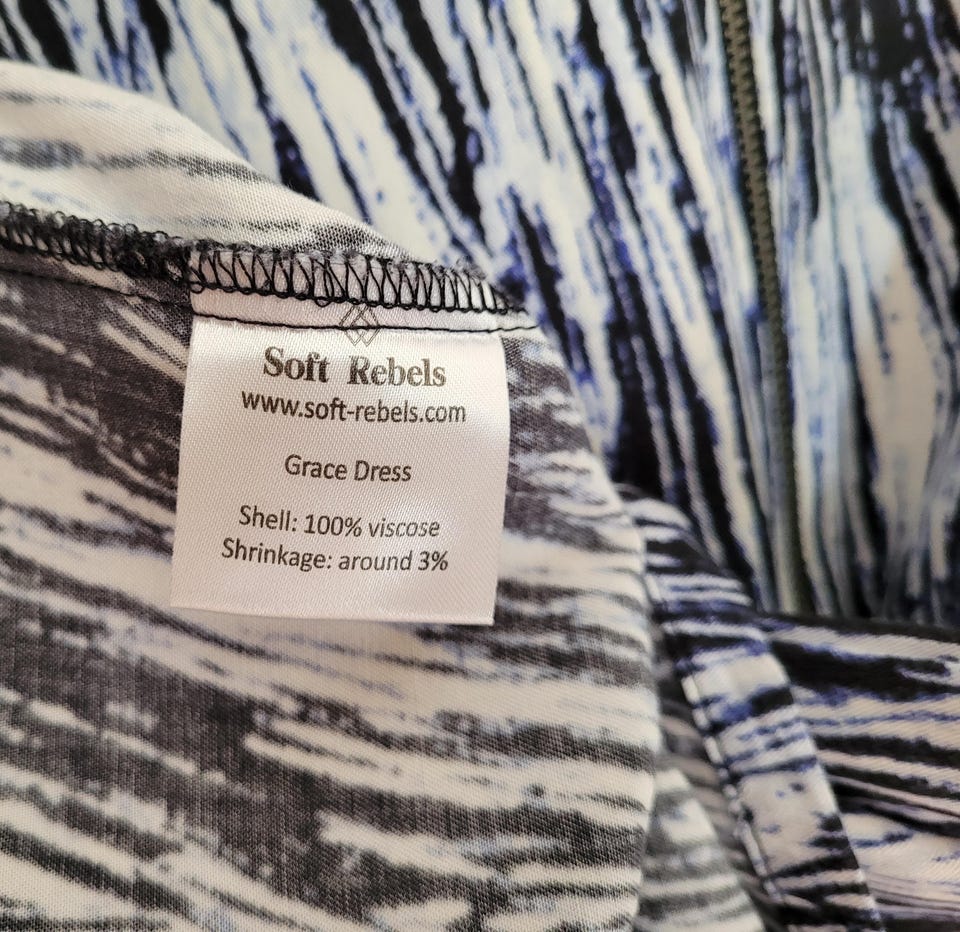 Soft Rebels
www.soft-rebels.com
Grace Dress
Shell: 100% viscose
Shrinkage: around 3%